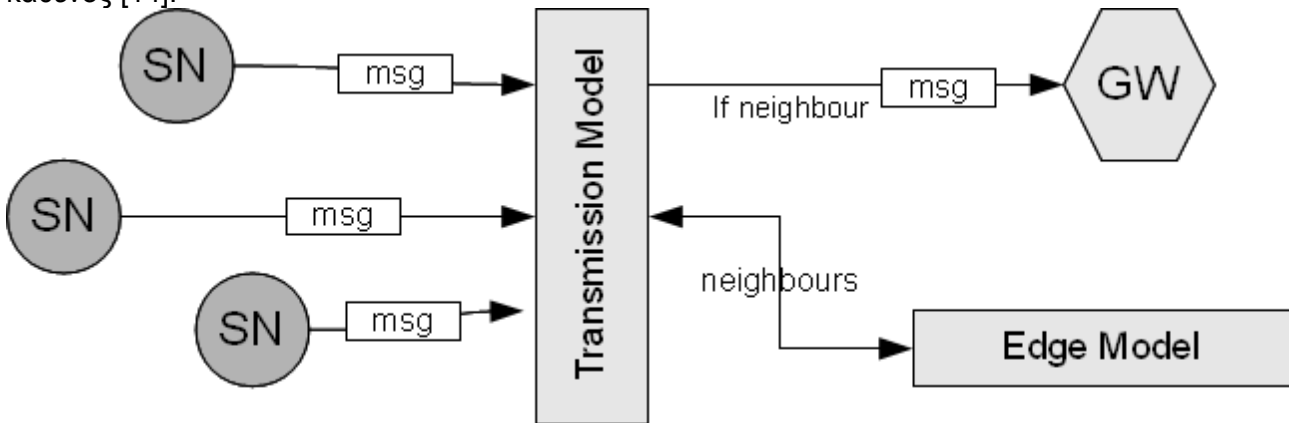 SN
msg
If neighbour
msg
GW
SN
msg
Transmission Model
neighbours
SN
msg
Edge Model